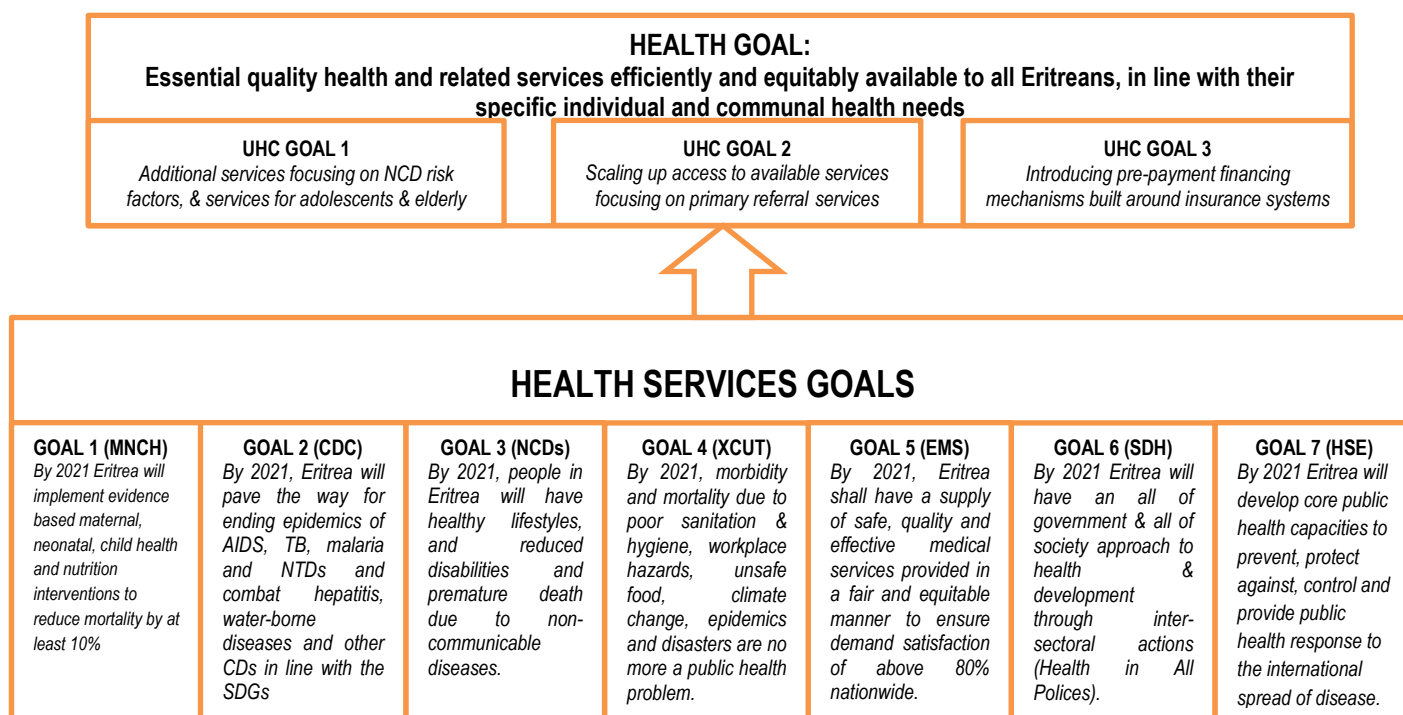 HEALTH GOAL:
Essential quality health and related services efficiently and equitably available to all Eritreans, in line with their
specific individual and communal health needs
UHC GOAL 1
Additional services focusing on NCD risk
factors, & services for adolescents & elderly
UHC GOAL 2
Scaling up access to available services
focusing on primary referral services
UHC GOAL 3
Introducing pre-payment financing
mechanisms built around insurance systems
HEALTH SERVICES GOALS
GOAL 1 (MNCH)
By 2021 Eritrea will
implement evidence
based maternal,
neonatal, child health
and nutrition
interventions to
reduce mortality by at
least 10%
GOAL 2 (CDC)
By 2021, Eritrea will
pave the way for
ending epidemics of
AIDS, TB, malaria
and NTDs and
combat hepatitis,
water-borne
diseases and other
CDs in line with the
SDGs
GOAL 3 (NCDs)
By 2021, people in
Eritrea will have
healthy lifestyles,
and reduced
disabilities and
premature death
due to non-
communicable
diseases.
GOAL 4 (XCUT)
By 2021, morbidity
and mortality due to
poor sanitation &
hygiene, workplace
hazards, unsafe
food, climate
change, epidemics
and disasters are no
more a public health
problem.
GOAL 5 (EMS)
By 2021, Eritrea
shall have a supply
of safe, quality and
effective medical
services provided in
a fair and equitable
manner to ensure
demand satisfaction
of above 80%
nationwide.
GOAL 6 (SDH)
By 2021 Eritrea will
have an all of
government & all of
society approach to
health &
development
through inter-
sectoral actions
(Health in All
Polices).
GOAL 7 (HSE)
By 2021 Eritrea will
develop core public
health capacities to
prevent, protect
against, control and
provide public
health response to
the international
spread of disease.